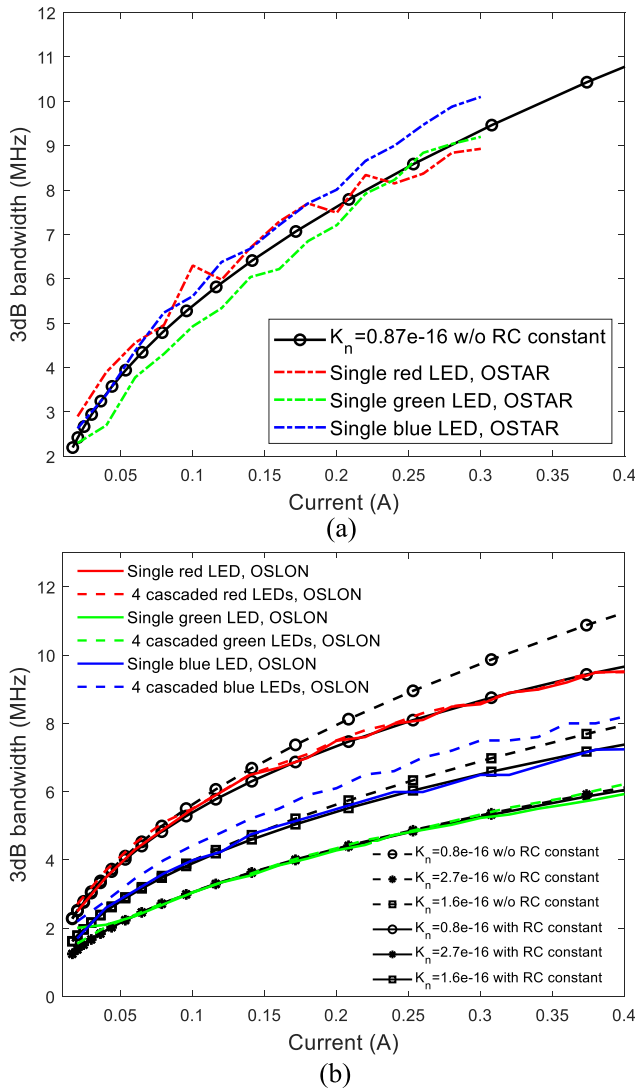 12
11
10
9
8
7
6
5
4
3
2
3dB bandwidth (MHz)
K_n=0.87e-16 w/o RC constant
Single red LED, OSTAR
Single green LED, OSTAR
Single blue LED, OSTAR
0.05 0.1 0.15 0.2 0.25 0.3 0.35 0.4
Current (A)
(a)
12
10
8
6
4
2
0
3dB bandwidth (MHz)
Single red LED, OSLON
4 cascaded red LEDs, OSLON
Single green LED, OSLON
4 cascaded green LEDs, OSLON
Single blue LED, OSLON
4 cascaded blue LEDs, OSLON
K_n=0.8e-16 w/o RC constant
K_n=2.7e-16 w/o RC constant
K_n=1.6e-16 w/o RC constant
K_n=0.8e-16 with RC constant
K_n=2.7e-16 with RC constant
K_n=1.6e-16 with RC constant
0.05 0.1 0.15 0.2 0.25 0.3 0.35 0.4
Current (A)
(b)